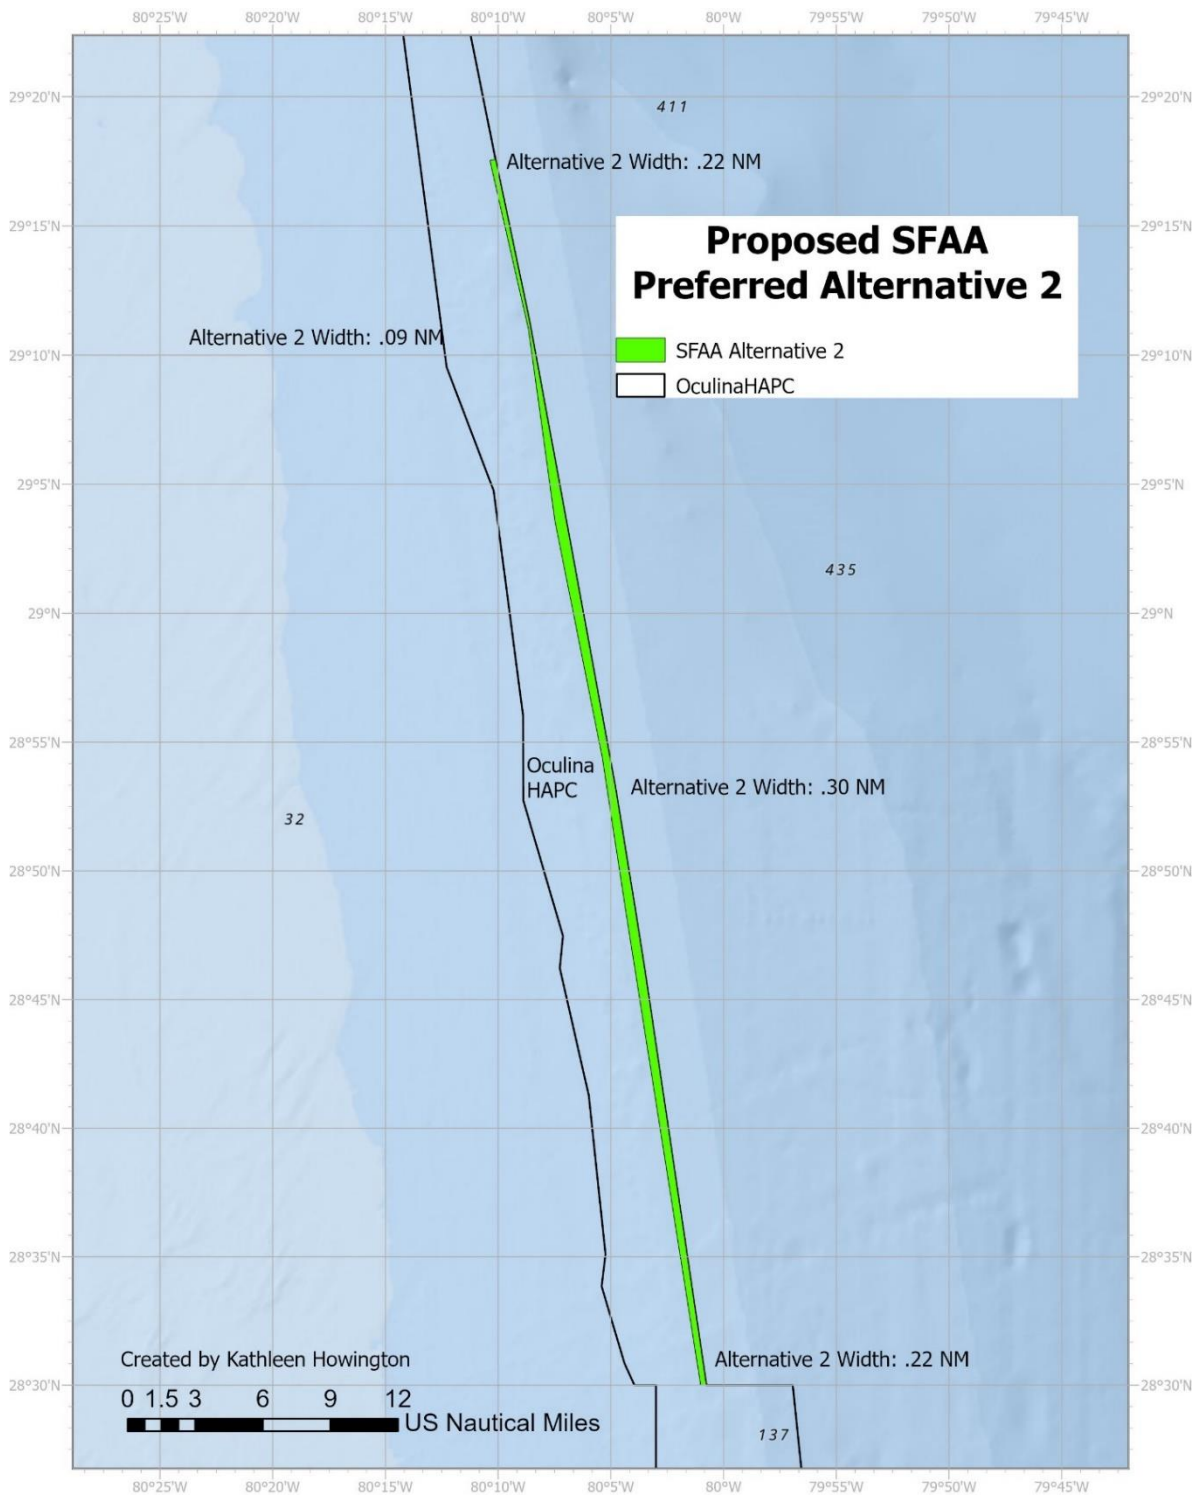 80°25'W 80°20'W 80°15'W 80°10'W 80°5'W 80°W 79°55'W 79°50'W 79°45'W
29°20'N 411 29°20'N
Alternative 2 Width: .22 NM
29°15'N 29°15'N
Proposed SFAA
Preferred Alternative 2
Alternative 2 Width: .09 NM
SFAA Alternative 2
29°10'N 29°10'N
OculinaHAPC
29°5'N 29°5'N
435
29°N 29°N
28°55'N 28°55'N
Oculina
HAPC
Alternative 2 Width: .30 NM
32
28°50'N 28°50'N
28°45'N 28°45'N
28°40'N 28°40'N
28°35'N 28°35'N
Created by Kathleen Howington
Alternative 2 Width: .22 NM
28°30'N 28°30'N
0 1.5 3 6 9 12
US Nautical Miles
137
80°25'W 80°20'W 80°15'W 80°10'W 80°5'W 80°W 79°55'W 79°50'W 79°45'W